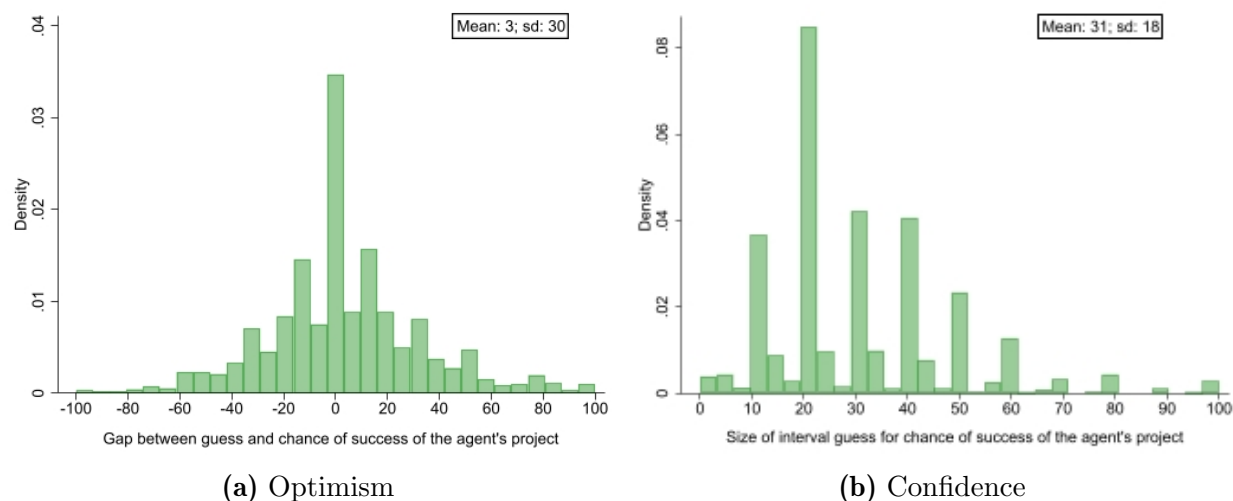 Mean: 3; sd: 30
Density
.04
.03
.02
.01
0
-100 -80 -60 -40 -20 0 20 40 60 80 100
Gap between guess and chance of success of the agent's project
(a) Optimism
Mean: 31; sd: 18
Density
.08
.06
.04
.02
0
0 10 20 30 40 50 60 70 80 90 100
Size of interval guess for chance of success of the agent's project
(b) Confidence